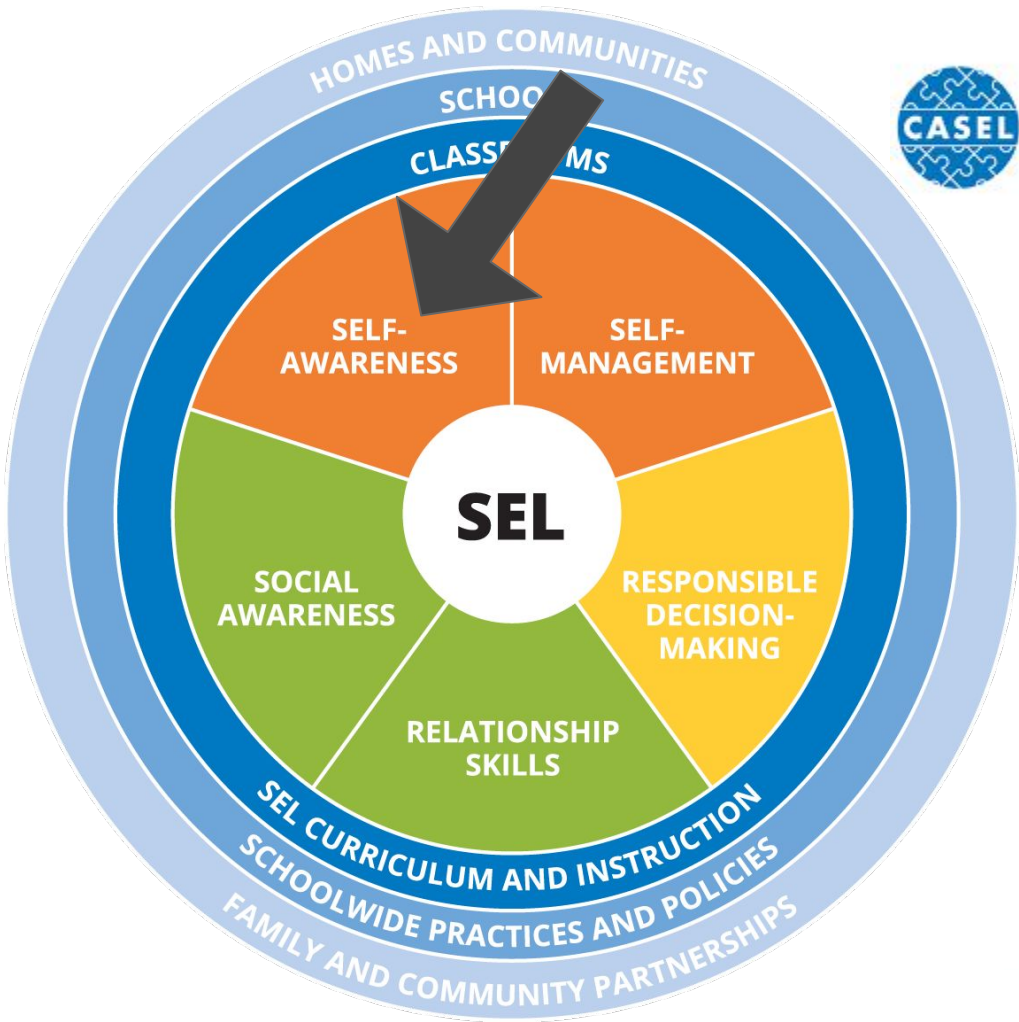 HOMES AND COMMUNITIES
CASEL
SELF-
AWARENESS
SELF-
MANAGEMENT
SEL
SOCIAL
AWARENESS
RESPONSIBLE
DECISION-
MAKING
RELATIONSHIP
SKILLS
SEL CURRICULUM AND INSTRUCTION
SCHOOLWIDE PRACTICES AND POLICIES
FAMILY AND COMMUNITY PARTNERSHIPS